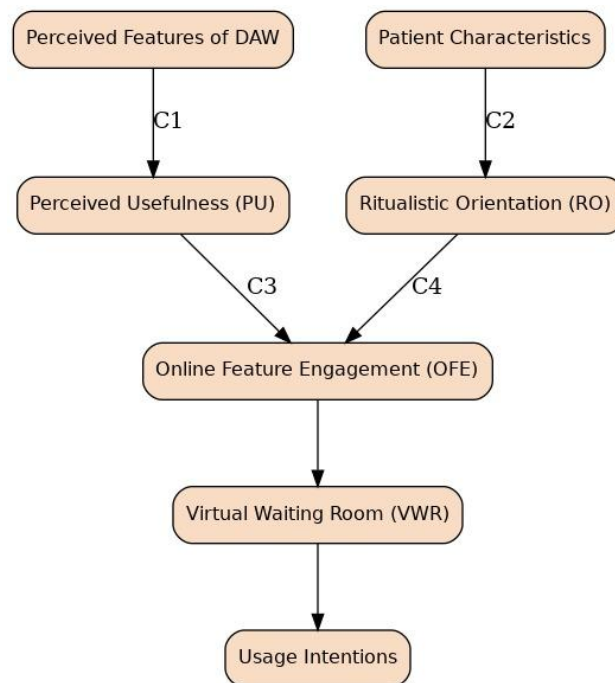 Perceived Features of DAW
Patient Characteristics
C1
C2
Perceived Usefulness (PU)
Ritualistic Orientation (RO)
C3
C4
Online Feature Engagement (OFE)
Virtual Waiting Room (VWR)
Usage Intentions